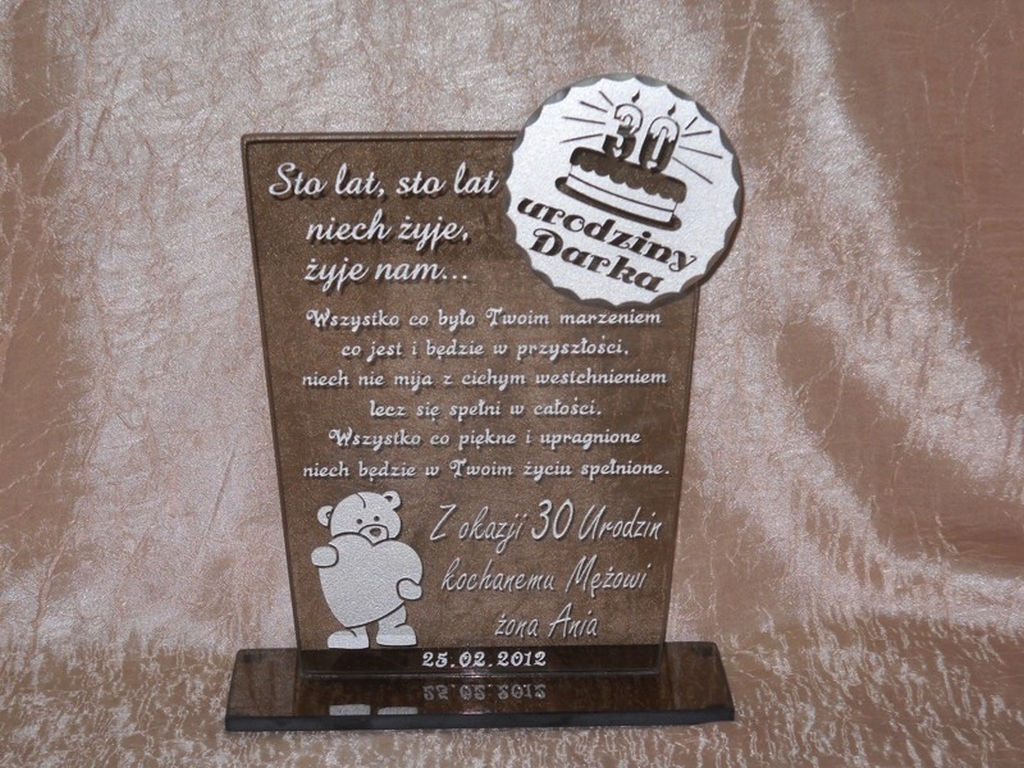 Sto lat, sto lat
niech żyje,
żyje nam...
30
urodziny
Darka
Wszystko co było Twoim marzeniem
co jest i będzie w przyszłości,
niech nie mija z cichym westchnieniem
lecz się spełni w całości.
Wszystko co piękne i upragnione
niech będzie w Twoim życiu spełnione.
Z okazji 30 Urodzin
kochanemu Mężowi
żona Ania
25.02.2012